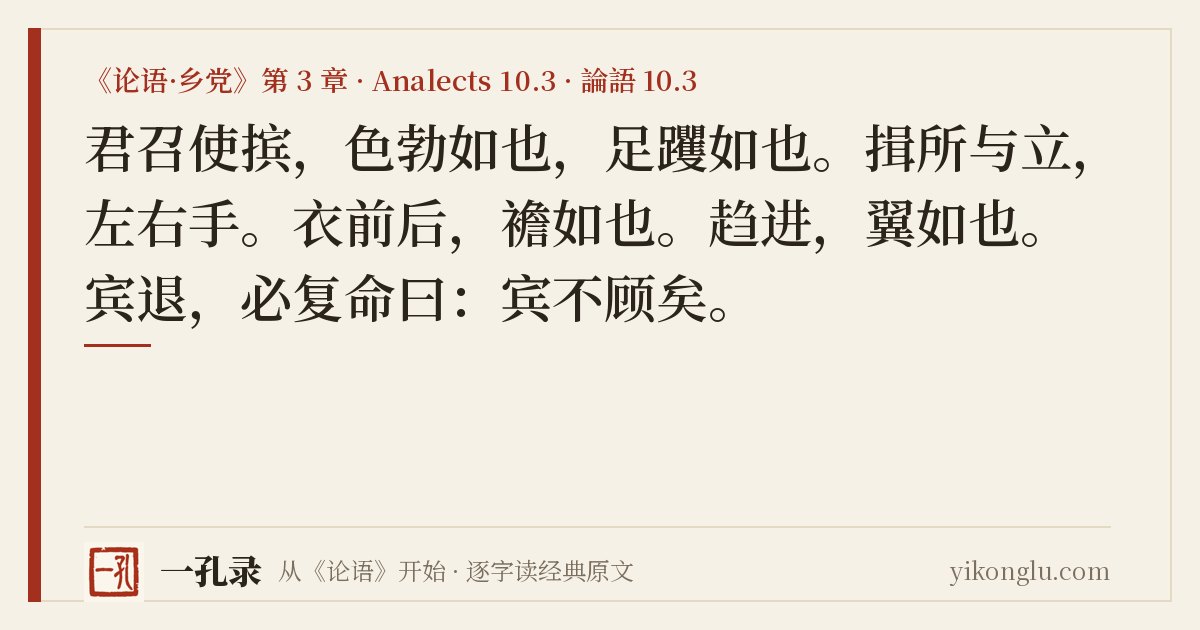 《论语·乡党》第 3 章 · Analects 10.3 · 論語 10.3
君召使摈，色勃如也，足躩如也。揖所与立，
左右手。衣前后，襜如也。趋进，翼如也。
宾退，必复命曰：宾不顾矣。
一孔
一孔录
从《论语》开始 · 逐字读经典原文
yikonglu.com